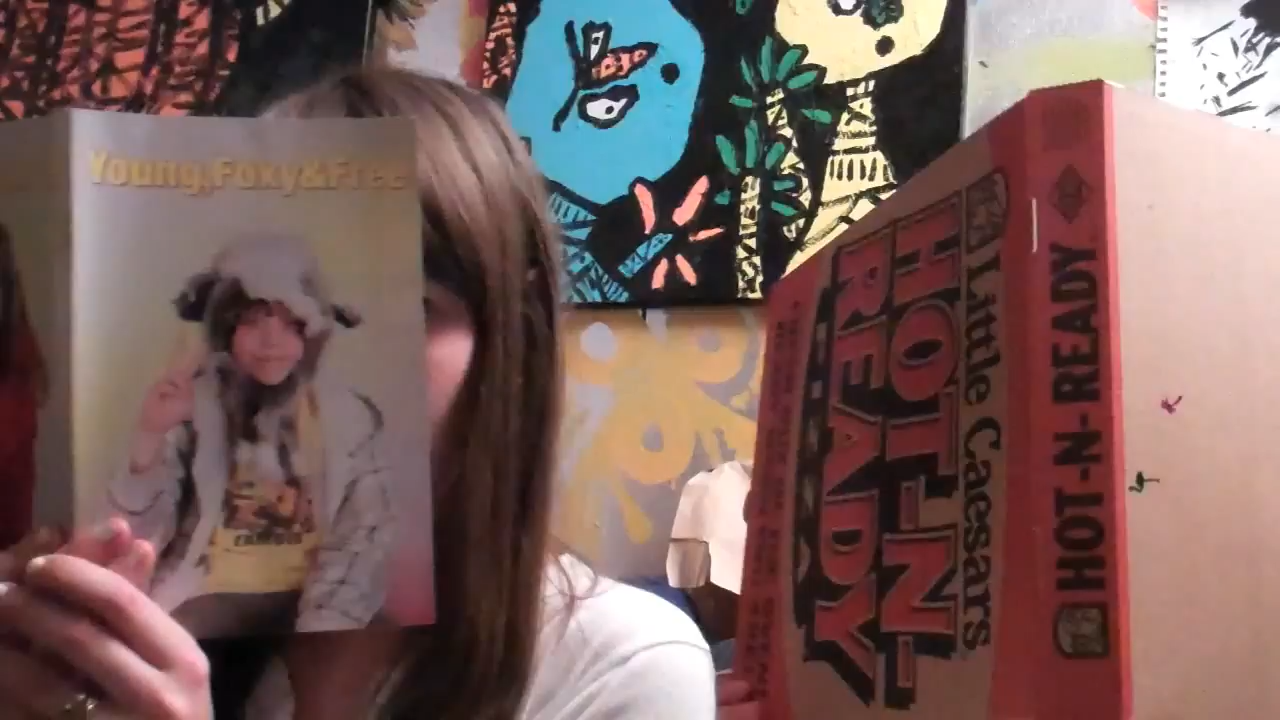 Young,Foxy&Free
Little Caesars
HOT-N-
READY
HOT-N-READY